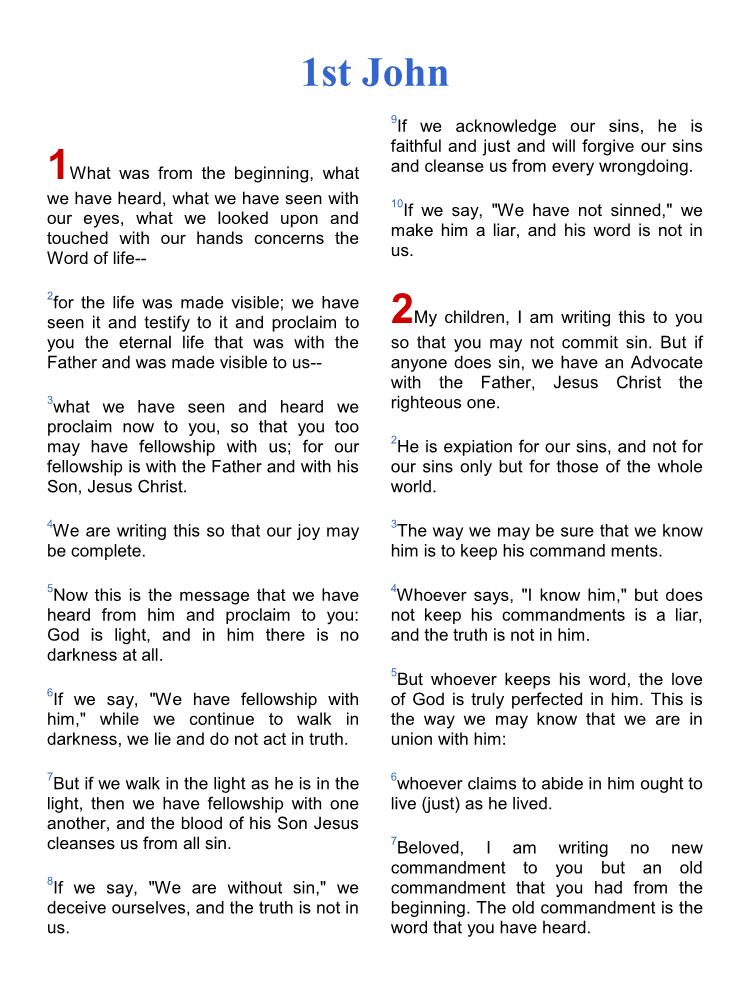 1st John
1What was from the beginning, what
we have heard, what we have seen with
our eyes, what we looked upon and
touched with our hands concerns the
Word of life--
2for the life was made visible; we have
seen it and testify to it and proclaim to
you the eternal life that was with the
Father and was made visible to us--
3what we have seen and heard we
proclaim now to you, so that you too
may have fellowship with us; for our
fellowship is with the Father and with his
Son, Jesus Christ.
4We are writing this so that our joy may
be complete.
5Now this is the message that we have
heard from him and proclaim to you:
God is light, and in him there is no
darkness at all.
6If we say, "We have fellowship with
him," while we continue to walk in
darkness, we lie and do not act in truth.
7But if we walk in the light as he is in the
light, then we have fellowship with one
another, and the blood of his Son Jesus
cleanses us from all sin.
8If we say, "We are without sin," we
deceive ourselves, and the truth is not in
us.
9If we acknowledge our sins, he is
faithful and just and will forgive our sins
and cleanse us from every wrongdoing.
10If we say, "We have not sinned," we
make him a liar, and his word is not in
us.
2My children, I am writing this to you
so that you may not commit sin. But if
anyone does sin, we have an Advocate
with the Father, Jesus Christ the
righteous one.
2He is expiation for our sins, and not for
our sins only but for those of the whole
world.
3The way we may be sure that we know
him is to keep his command ments.
4Whoever says, "I know him," but does
not keep his commandments is a liar,
and the truth is not in him.
5But whoever keeps his word, the love
of God is truly perfected in him. This is
the way we may know that we are in
union with him:
6whoever claims to abide in him ought to
live (just) as he lived.
7Beloved, I am writing no new
commandment to you but an old
commandment that you had from the
beginning. The old commandment is the
word that you have heard.